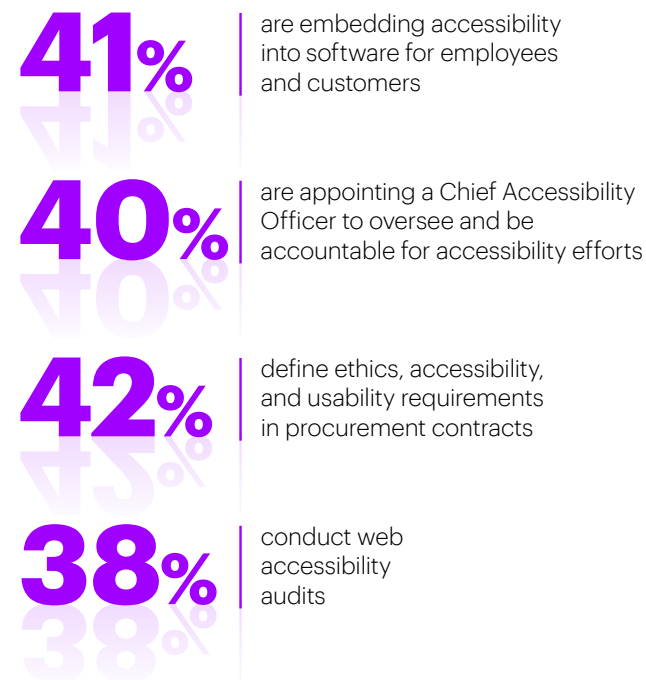 41%
are embedding accessibility
into software for employees
and customers
40%
are appointing a Chief Accessibility
Officer to oversee and be
accountable for accessibility efforts
42%
define ethics, accessibility,
and usability requirements
in procurement contracts
38%
conduct web
accessibility
audits